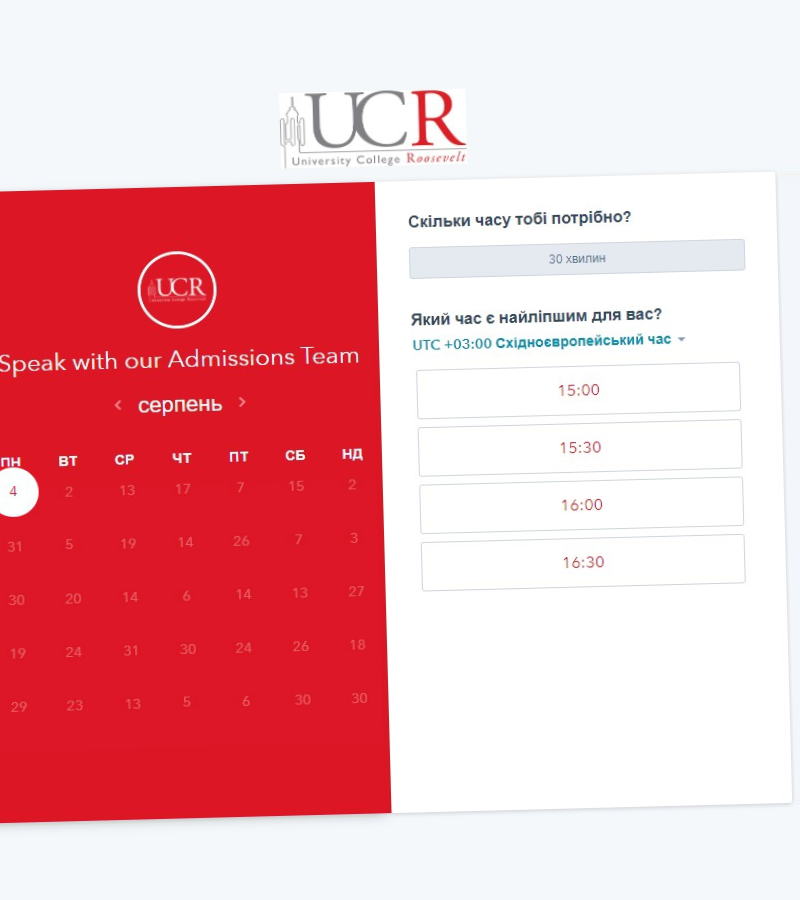 UCR
University College Roosevelt
UCR
University College Roosevelt
Speak with our Admissions Team
серпень
ПН ВТ СР ЧТ ПТ СБ НД
4 2 13 17 7 15 2
31 5 19 14 26 7 3
30 20 14 6 14 13 27
19 24 31 30 24 26 18
29 23 13 5 6 30 30
Скільки часу тобі потрібно?
30 хвилин
Який час є найліпшим для вас?
UTC +03:00 Східноєвропейський час
15:00
15:30
16:00
16:30